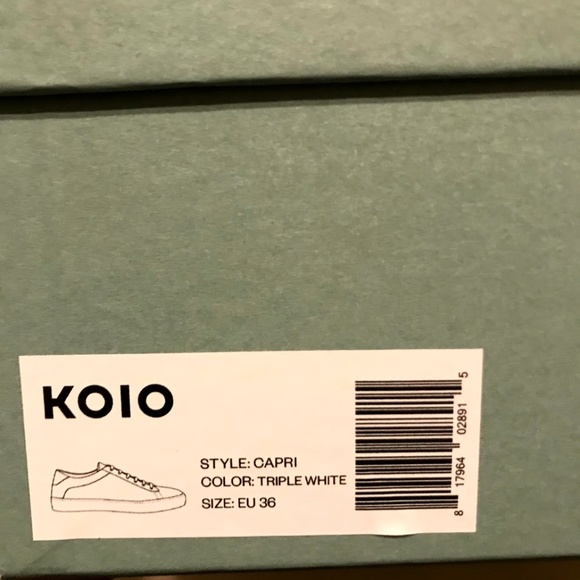 KOIO
STYLE: CAPRI
COLOR: TRIPLE WHITE
SIZE: EU 36
8 17964 02891 5